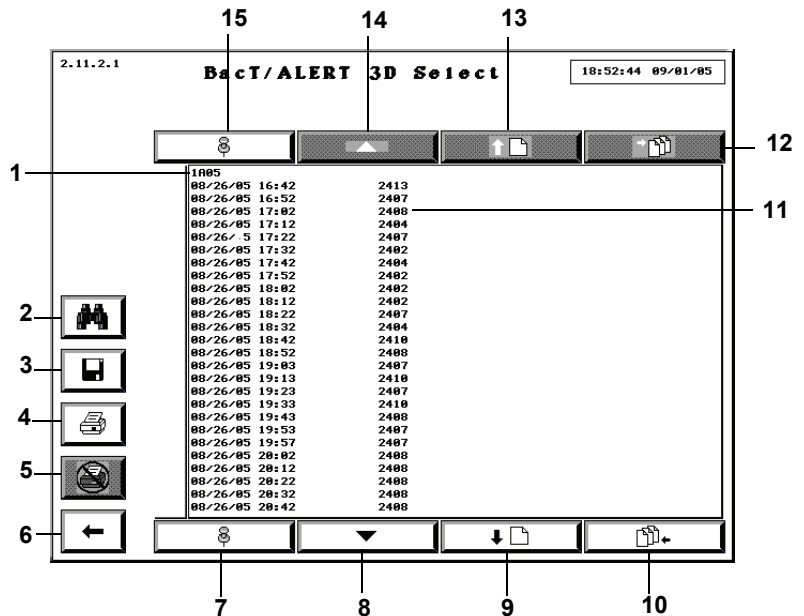 15 14 13
2.11.2.1 BacT/ALERT 3D Select 18:52:44 09/01/05
12
1 1A05
08/26/05 16:42 2413
08/26/05 16:52 2407
08/26/05 17:02 2408 11
08/26/05 17:12 2404
08/26/ 5 17:22 2407
08/26/05 17:32 2402
08/26/05 17:42 2404
08/26/05 17:52 2402
08/26/05 18:02 2402
08/26/05 18:12 2402
2 08/26/05 18:22 2407
08/26/05 18:32 2404
08/26/05 18:42 2410
08/26/05 18:52 2408
3 08/26/05 19:03 2407
08/26/05 19:13 2410
08/26/05 19:23 2407
08/26/05 19:33 2410
4 08/26/05 19:43 2408
08/26/05 19:53 2407
08/26/05 19:57 2407
08/26/05 20:02 2408
5 08/26/05 20:12 2408
08/26/05 20:22 2408
08/26/05 20:32 2408
08/26/05 20:42 2408
6
7 8 9 10